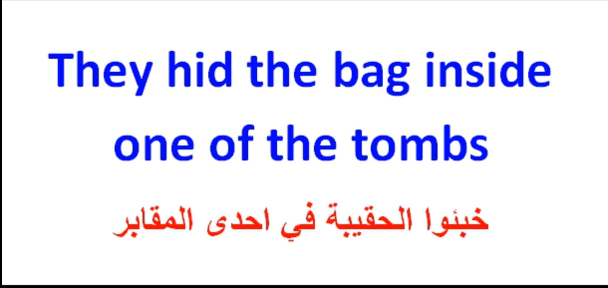 They hid the bag inside
one of the tombs
خبئوا الحقيبة في احدى المقابر